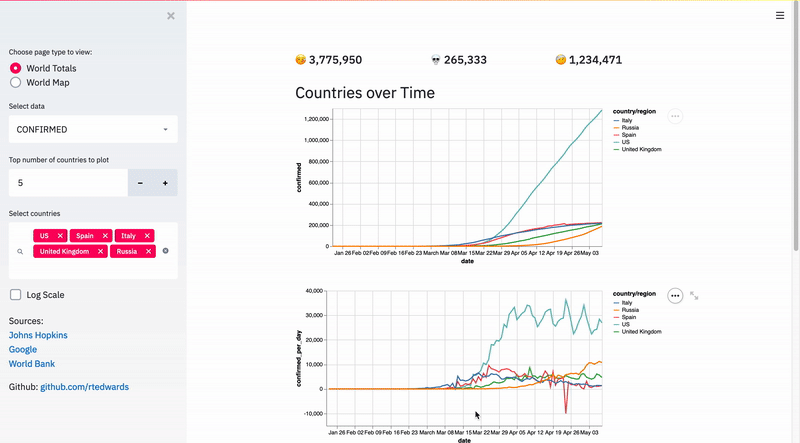 Choose page type to view:
World Totals
World Map
Select data
CONFIRMED
Top number of countries to plot
5
Select countries
US
Spain
Italy
United Kingdom
Russia
Log Scale
Sources:
Johns Hopkins
Google
World Bank
Github: github.com/rtedwards
3,775,950
265,333
1,234,471
Countries over Time
country/region
Italy
Russia
Spain
US
United Kingdom
1,200,000
1,000,000
800,000
600,000
400,000
200,000
0
confirmed
Jan 26 Feb 02 Feb 09 Feb 16 Feb 23 March Mar 08 Mar 15 Mar 22 Mar 29 Apr 05 Apr 12 Apr 19 Apr 26 May 03
date
country/region
Italy
Russia
Spain
US
United Kingdom
40,000
30,000
20,000
10,000
0
-10,000
confirmed_per_day
Jan 26 Feb 02 Feb 09 Feb 16 Feb 23 March Mar 08 Mar 15 Mar 22 Mar 29 Apr 05 Apr 12 Apr 19 Apr 26 May 03
date